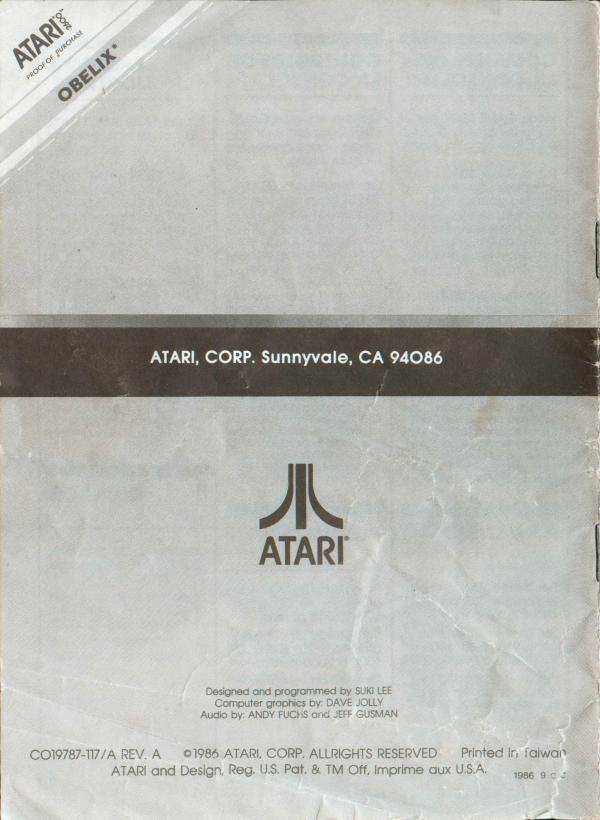 ATARI® 2600™
PROOF OF PURCHASE
OBELIX*
ATARI, CORP. Sunnyvale, CA 94086
ATARI®
Designed and programmed by SUKI LEE
Computer graphics by: DAVE JOLLY
Audio by: ANDY FUCHS and JEFF GUSMAN
CO19787-117/A REV. A ©1986 ATARI, CORP. ALLRIGHTS RESERVED Printed in Taiwan
ATARI and Design, Reg. U.S. Pat. & TM Off, Imprime aux U.S.A. 1986 9